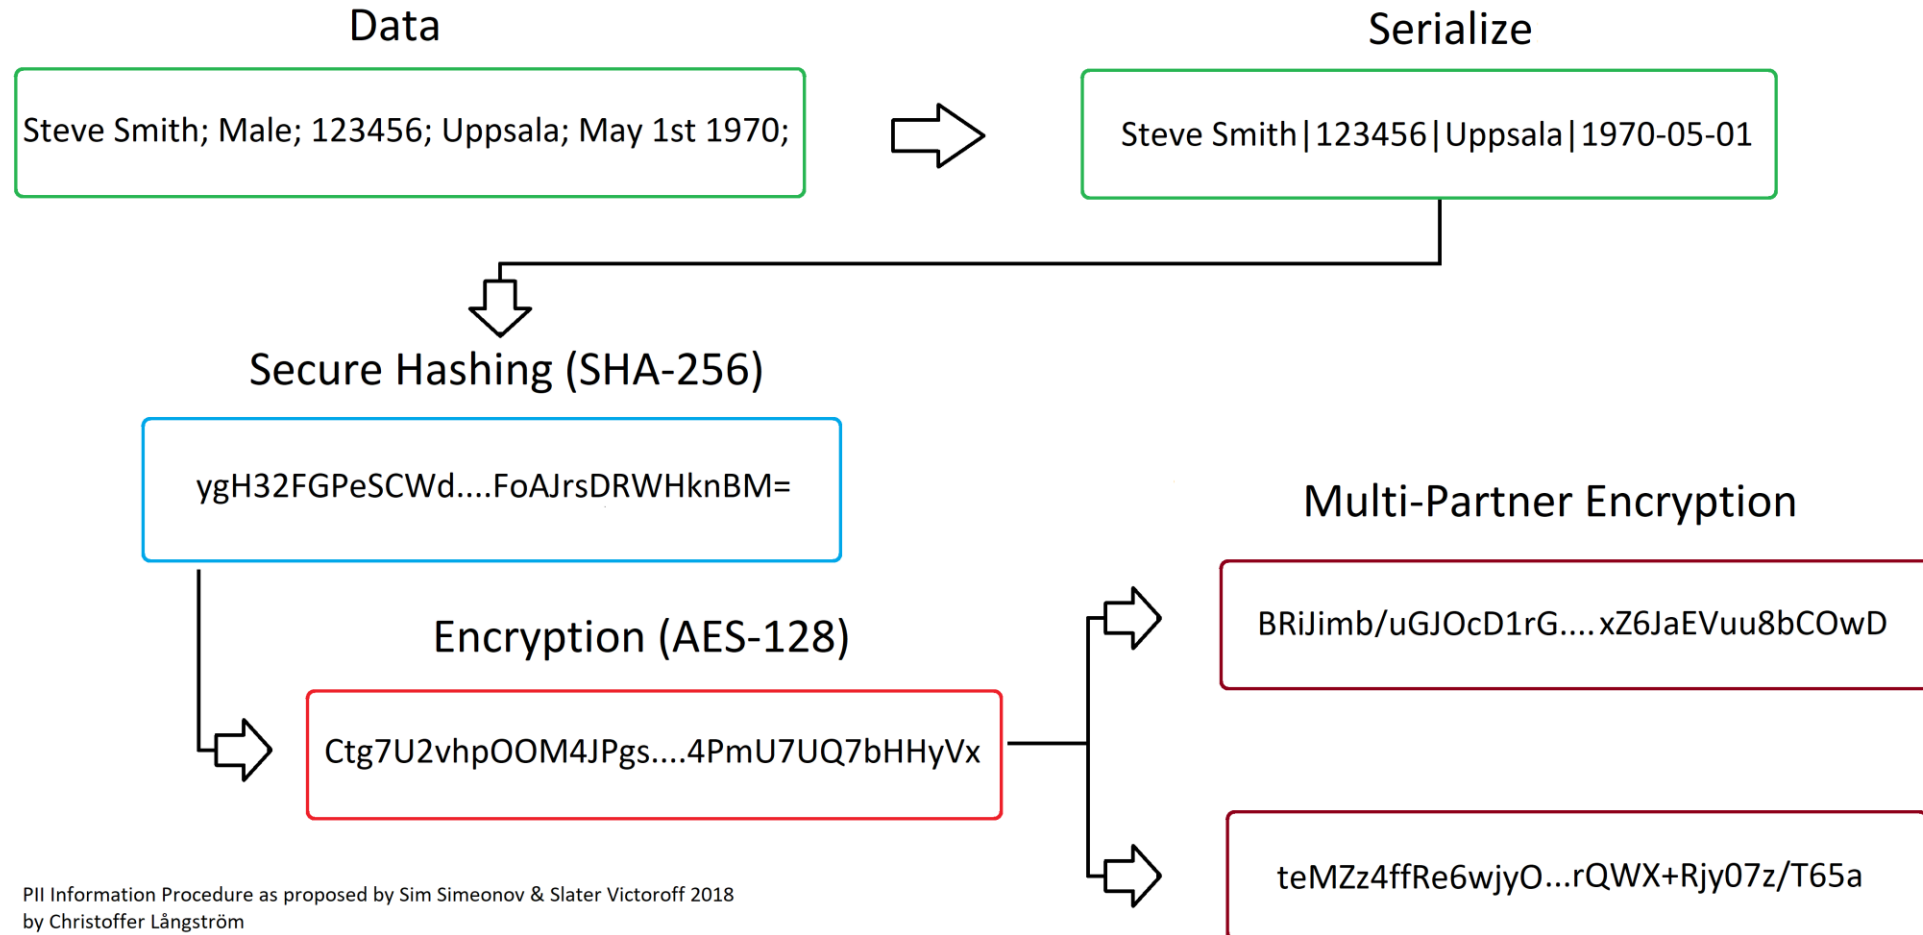 Data
Serialize
Steve Smith; Male; 123456; Uppsala; May 1st 1970;
Steve Smith|123456|Uppsala|1970-05-01
Secure Hashing (SHA-256)
ygH32FGPeSCWd....FoAJrsDRWHknBM=
Multi-Partner Encryption
BRiJimb/uGJOcD1rG....xZ6JaEVuu8bCOwD
Encryption (AES-128)
Ctg7U2vhpOOM4JPgs....4PmU7UQ7bHHyVx
teMZz4ffRe6wjyO...rQWX+Rjy07z/T65a
PII Information Procedure as proposed by Sim Simeonov & Slater Victoroff 2018
by Christoffer Långström